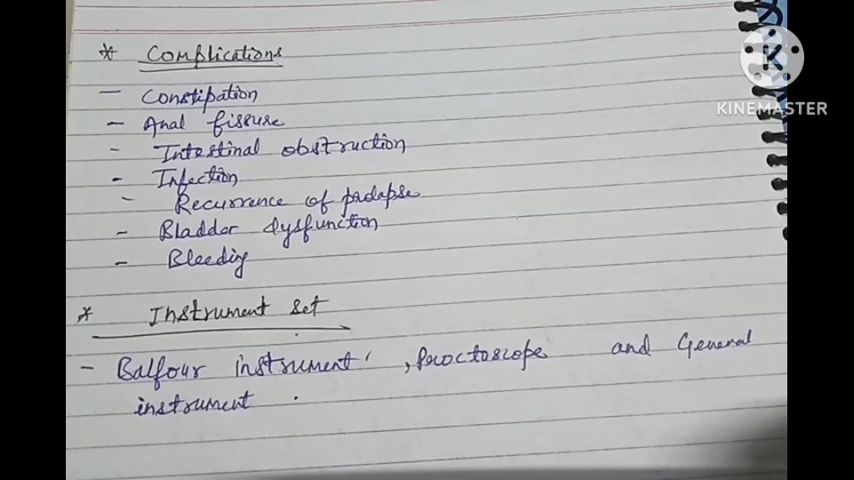 * Complications
- Constipation
- Anal fissure
- Intestinal obstruction
- Infection
- Recurrence of prolapse
- Bladder dysfunction
- Bleeding
* Instrument set
- Balfour instrument, Proctoscope and General
instrument.
KINEMASTER